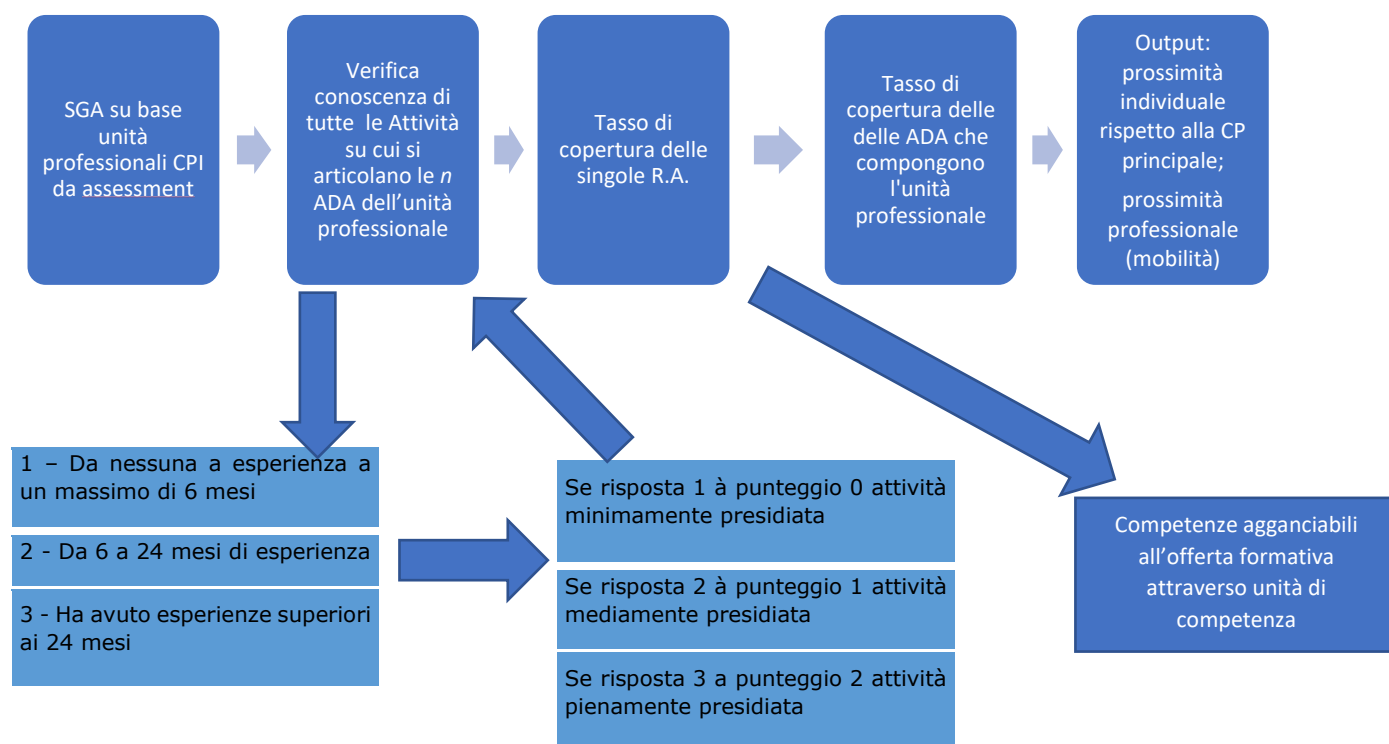 SGA su base
unità
professionali CPI
da assessment
Verifica
conoscenza di
tutte le Attività
su cui si
articolano le n
ADA dell’unità
professionale
Tasso di
copertura delle
singole R.A.
Tasso di
copertura delle
delle ADA che
compongono
l'unità
professionale
Output:
prossimità
individuale
rispetto alla CP
principale;
prossimità
professionale
(mobilità)
1 – Da nessuna a esperienza a
un massimo di 6 mesi
2 - Da 6 a 24 mesi di esperienza
3 - Ha avuto esperienze superiori
ai 24 mesi
Se risposta 1 à punteggio 0 attività
minimamente presidiata
Se risposta 2 à punteggio 1 attività
mediamente presidiata
Se risposta 3 a punteggio 2 attività
pienamente presidiata
Competenze agganciabili
all’offerta formativa
attraverso unità di
competenza